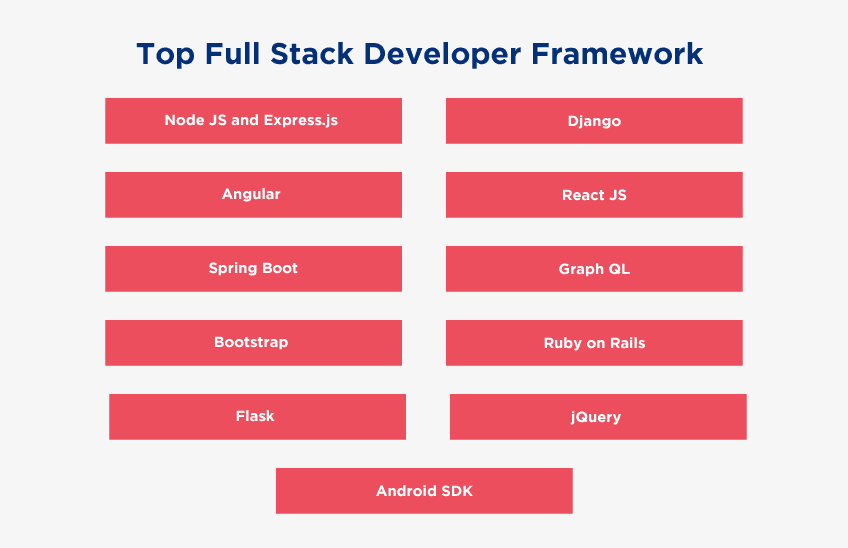 Top Full Stack Developer Framework
Node JS and Express.js
Django
Angular
React JS
Spring Boot
Graph QL
Bootstrap
Ruby on Rails
Flask
jQuery
Android SDK